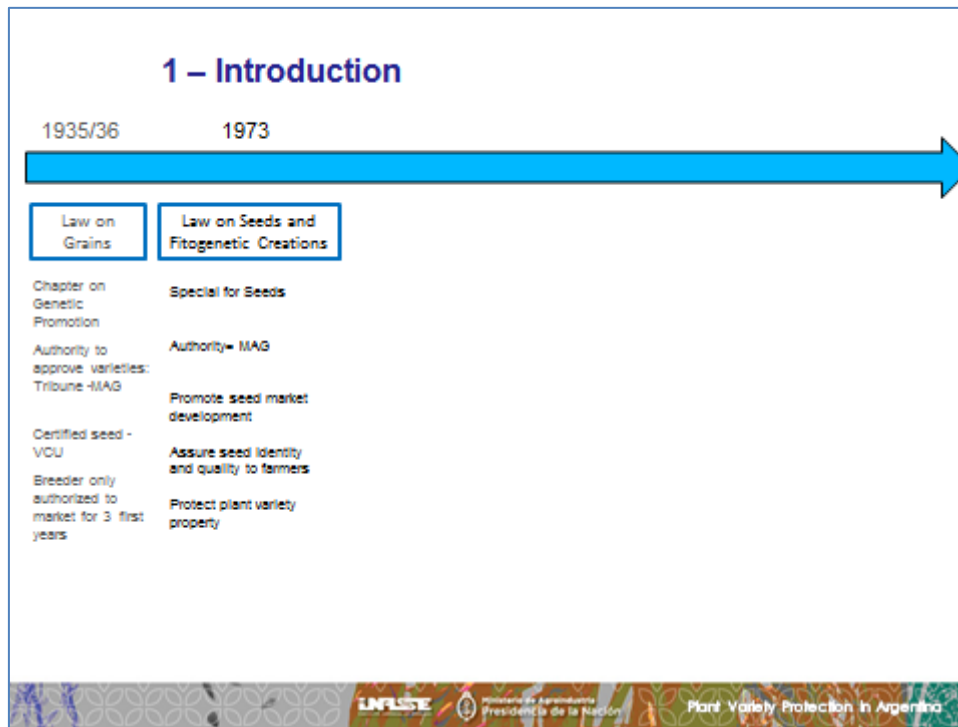 1 – Introduction
1935/36
1973
Law on
Grains
Law on Seeds and
Fitogenetic Creations
Chapter on
Genetic
Promotion
Authority to
approve varieties:
Tribune -MAG
Certified seed -
VCU
Breeder only
authorized to
market for 3 first
years
Special for Seeds
Authority= MAG
Promote seed market
development
Assure seed identity
and quality to farmers
Protect plant variety
property
INASE
Ministerio de Agroindustria
Presidencia de la Nación
Plant Variety Protection in Argentina